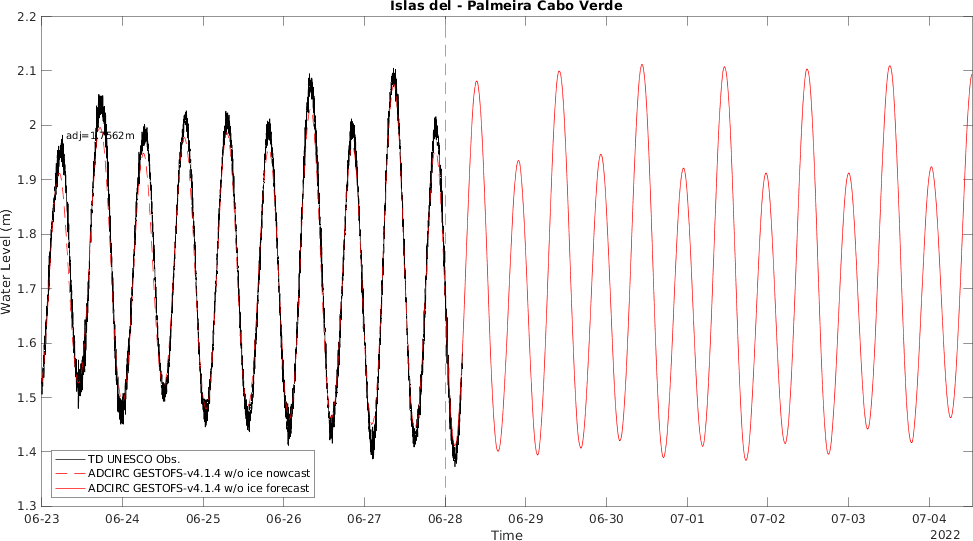 Islas del - Palmeira Cabo Verde
2.2
2.1
2
1.9
1.8
1.7
1.6
1.5
1.4
1.3
Water Level (m)
adj=1.7562m
TD UNESCO Obs.
ADCIRC GESTOFS-v4.1.4 w/o ice nowcast
ADCIRC GESTOFS-v4.1.4 w/o ice forecast
06-23 06-24 06-25 06-26 06-27 06-28 06-29 06-30 07-01 07-02 07-03 07-04
2022
Time